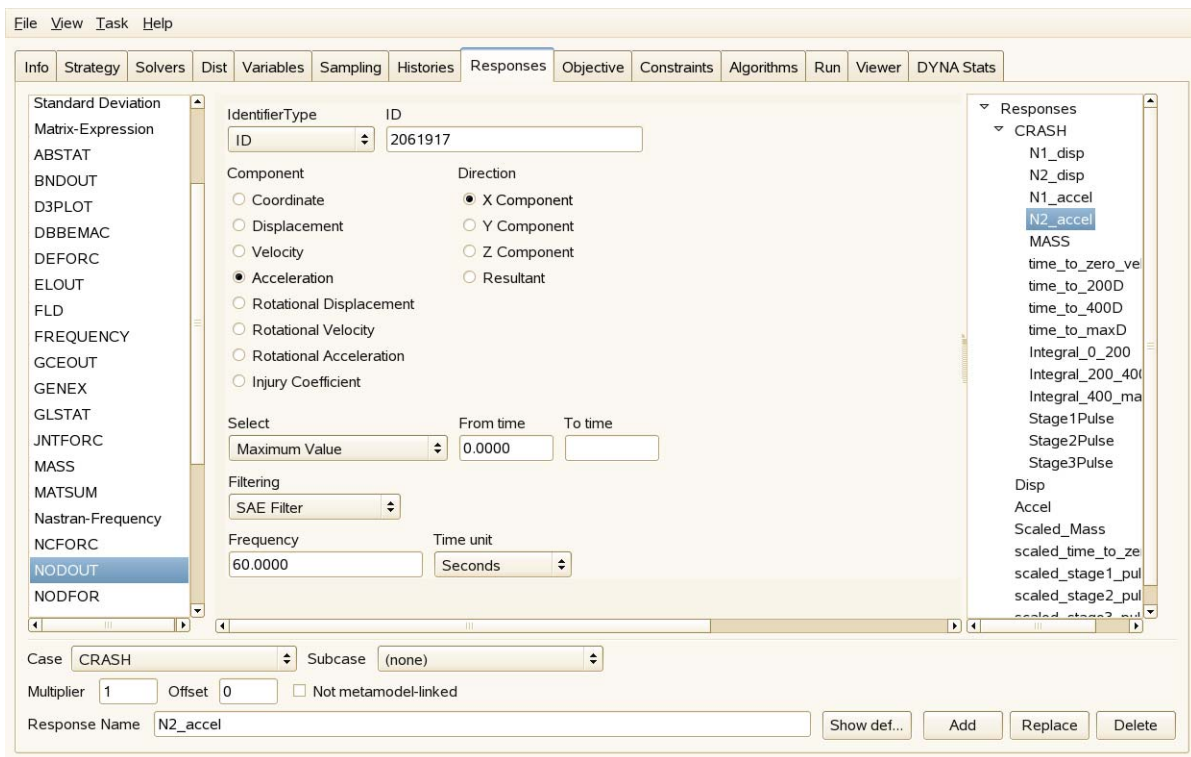 File View Task Help
Info Strategy Solvers Dist Variables Sampling Histories Responses Objective Constraints Algorithms Run Viewer DYNA Stats
Standard Deviation
Matrix-Expression
ABSTAT
BNDOUT
D3PLOT
DBBEMAC
DEFORC
ELOUT
FLD
FREQUENCY
GCEOUT
GENEX
GLSTAT
JNTFORC
MASS
MATSUM
Nastran-Frequency
NCFORC
NODOUT
NODFOR
IdentifierType ID
ID 2061917
Component Direction
Coordinate X Component
Displacement Y Component
Velocity Z Component
Acceleration Resultant
Rotational Displacement
Rotational Velocity
Rotational Acceleration
Injury Coefficient
Select From time To time
Maximum Value 0.0000
Filtering
SAE Filter
Frequency Time unit
60.0000 Seconds
Responses
CRASH
N1_disp
N2_disp
N1_accel
N2_accel
MASS
time_to_zero_vel
time_to_200D
time_to_400D
time_to_maxD
Integral_0_200
Integral_200_400
Integral_400_ma
Stage1Pulse
Stage2Pulse
Stage3Pulse
Disp
Accel
Scaled_Mass
scaled_time_to_ze
scaled_stage1_pul
scaled_stage2_pul
scaled_stage3_pul
Case CRASH Subcase (none)
Multiplier 1 Offset 0 Not metamodel-linked
Response Name N2_accel Show def... Add Replace Delete